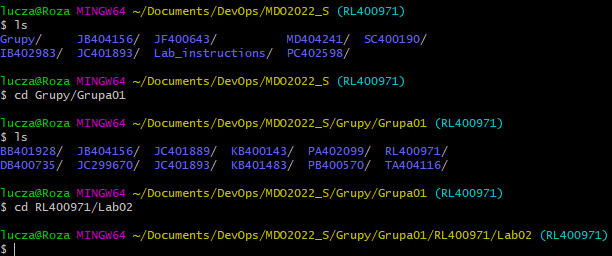 lucza@Roza MINGW64 ~/Documents/DevOps/MDO2022_S (RL400971)
$ ls
Grupy/ JB404156/ JF400643/ MD404241/ SC400190/
IB402983/ JC401893/ Lab_instructions/ PC402598/
lucza@Roza MINGW64 ~/Documents/DevOps/MDO2022_S (RL400971)
$ cd Grupy/Grupa01
lucza@Roza MINGW64 ~/Documents/DevOps/MDO2022_S/Grupy/Grupa01 (RL400971)
$ ls
BB401928/ JB404156/ JC401889/ KB400143/ PA402099/ RL400971/
DB400735/ JC299670/ JC401893/ KB401483/ PB400570/ TA404116/
lucza@Roza MINGW64 ~/Documents/DevOps/MDO2022_S/Grupy/Grupa01 (RL400971)
$ cd RL400971/Lab02
lucza@Roza MINGW64 ~/Documents/DevOps/MDO2022_S/Grupy/Grupa01/RL400971/Lab02 (RL400971)
$